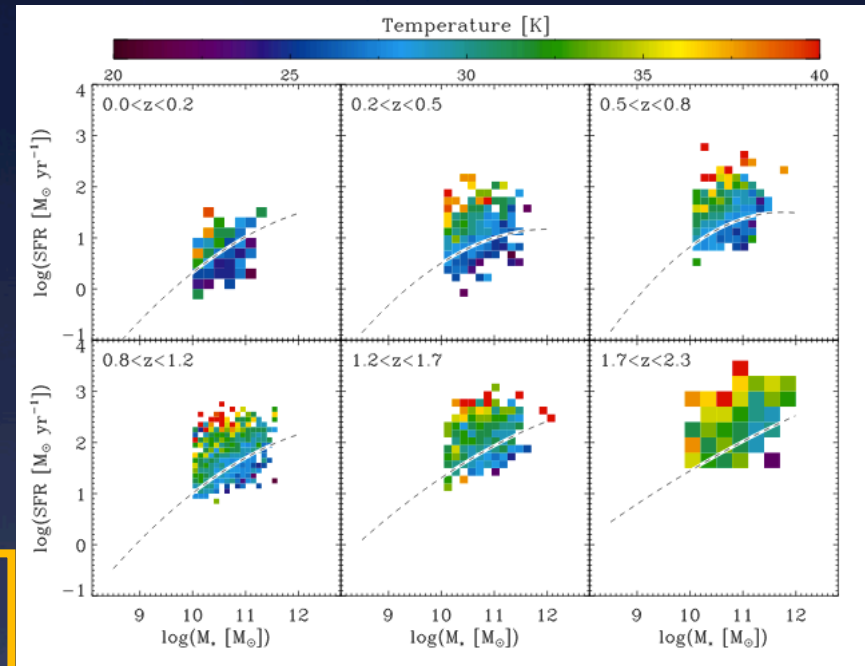 Temperature [K]
20 25 30 35 40
0.0<z<0.2 0.2<z<0.5 0.5<z<0.8
4
3
2
1
0
−1
log(SFR [M⊙ yr⁻¹])
0.8<z<1.2 1.2<z<1.7 1.7<z<2.3
4
3
2
1
0
−1
log(SFR [M⊙ yr⁻¹])
9 10 11 12 9 10 11 12 9 10 11 12
log(M* [M⊙]) log(M* [M⊙]) log(M* [M⊙])